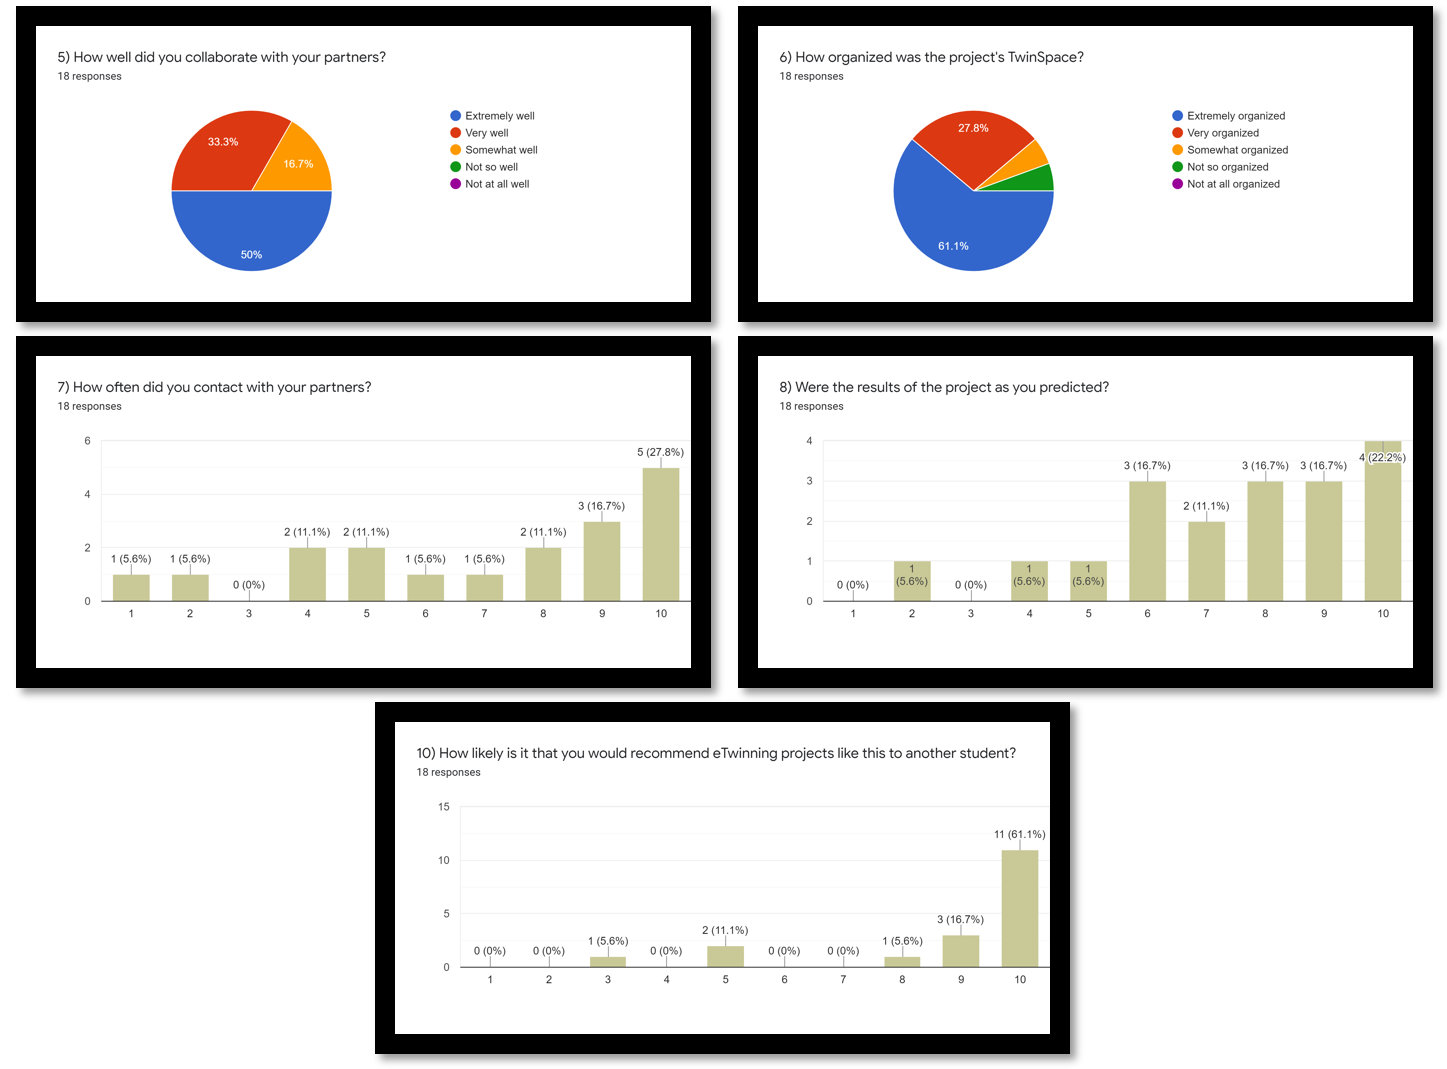 5) How well did you collaborate with your partners?
18 responses
33.3%
16.7%
50%
Extremely well
Very well
Somewhat well
Not so well
Not at all well
6) How organized was the project's TwinSpace?
18 responses
27.8%
61.1%
Extremely organized
Very organized
Somewhat organized
Not so organized
Not at all organized
7) How often did you contact with your partners?
18 responses
6
4
2
0
1 (5.6%)
1 (5.6%)
0 (0%)
2 (11.1%)
2 (11.1%)
1 (5.6%)
1 (5.6%)
2 (11.1%)
3 (16.7%)
5 (27.8%)
1 2 3 4 5 6 7 8 9 10
8) Were the results of the project as you predicted?
18 responses
4
3
2
1
0
0 (0%)
1
(5.6%)
0 (0%)
1
(5.6%)
1
(5.6%)
3 (16.7%)
2 (11.1%)
3 (16.7%)
3 (16.7%)
4 (22.2%)
1 2 3 4 5 6 7 8 9 10
10) How likely is it that you would recommend eTwinning projects like this to another student?
18 responses
15
10
5
0
0 (0%)
0 (0%)
1 (5.6%)
0 (0%)
2 (11.1%)
0 (0%)
0 (0%)
1 (5.6%)
3 (16.7%)
11 (61.1%)
1 2 3 4 5 6 7 8 9 10